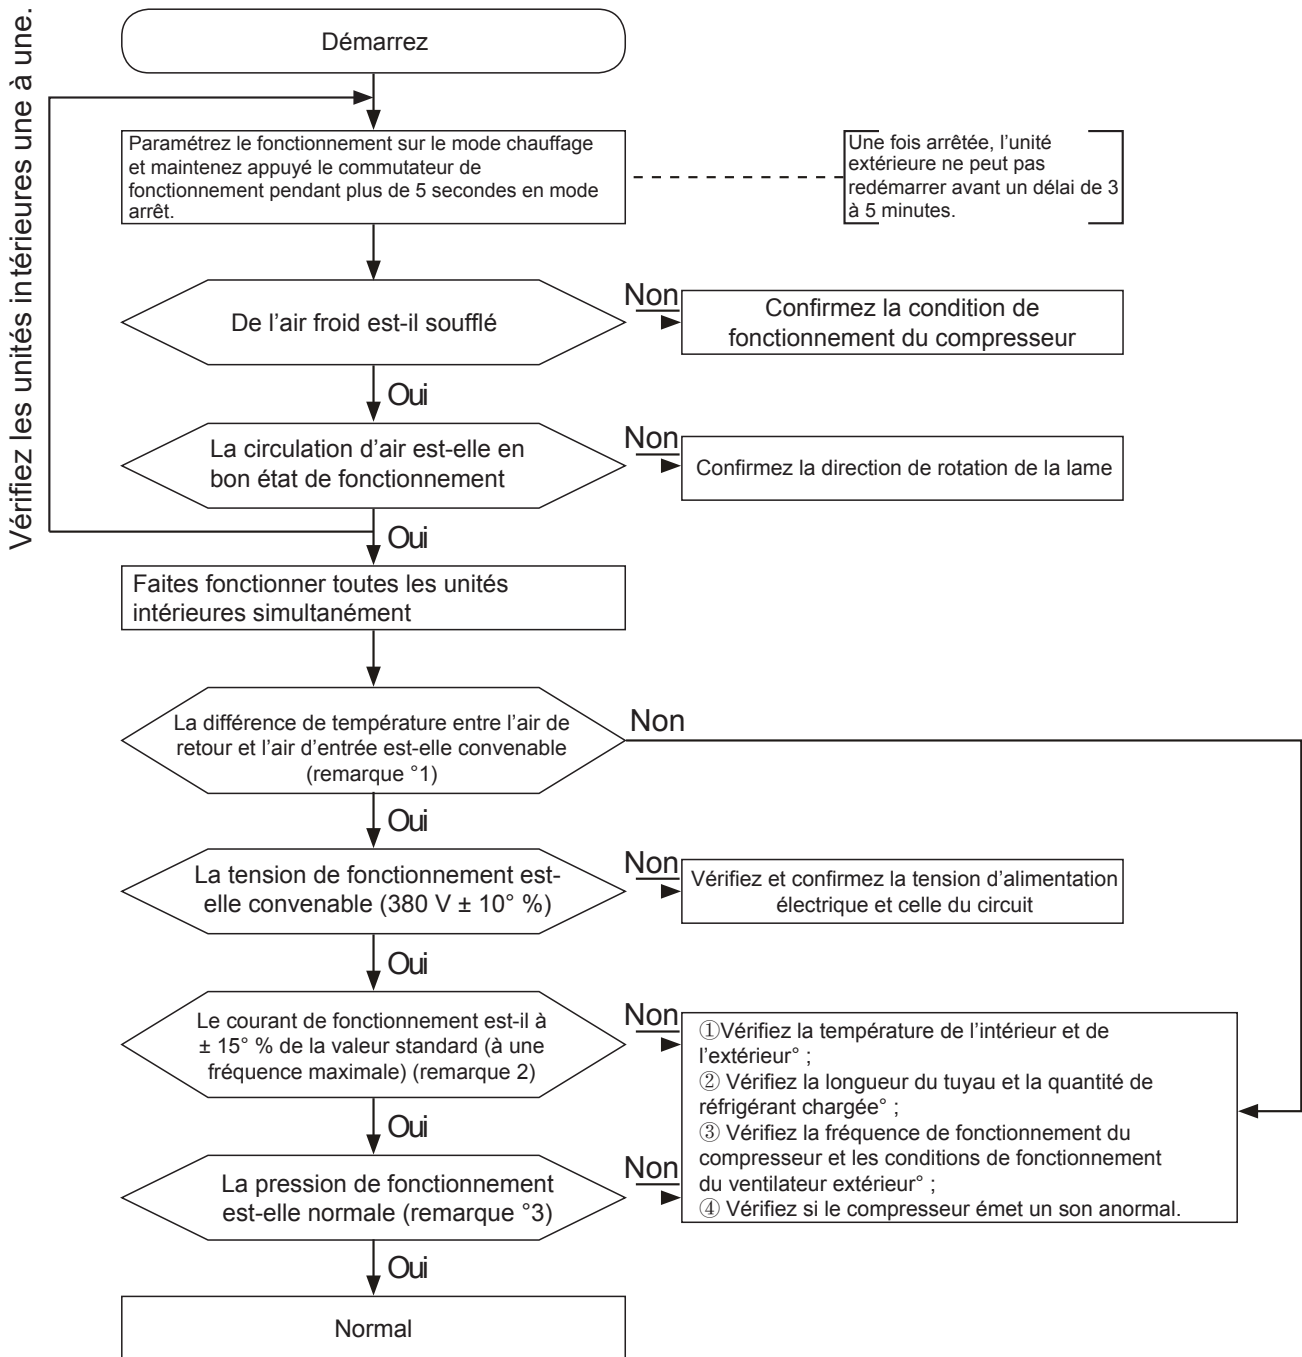 Vérifiez les unités intérieures une à une.
Démarrez
Paramétrez le fonctionnement sur le mode chauffage
et maintenez appuyé le commutateur de
fonctionnement pendant plus de 5 secondes en mode
arrêt.
Une fois arrêtée, l’unité
extérieure ne peut pas
redémarrer avant un délai de 3
à 5 minutes.
De l’air froid est-il soufflé
Non
Confirmez la condition de
fonctionnement du compresseur
Oui
La circulation d’air est-elle en
bon état de fonctionnement
Non
Confirmez la direction de rotation de la lame
Oui
Faites fonctionner toutes les unités
intérieures simultanément
La différence de température entre l’air de
retour et l’air d’entrée est-elle convenable
(remarque °1)
Non
Oui
La tension de fonctionnement est-
elle convenable (380 V ± 10° %)
Non
Vérifiez et confirmez la tension d’alimentation
électrique et celle du circuit
Oui
Le courant de fonctionnement est-il à
± 15° % de la valeur standard (à une
fréquence maximale) (remarque 2)
Non
①Vérifiez la température de l’intérieur et de
l’extérieur° ;
② Vérifiez la longueur du tuyau et la quantité de
réfrigérant chargée° ;
③ Vérifiez la fréquence de fonctionnement du
compresseur et les conditions de fonctionnement
du ventilateur extérieur° ;
④ Vérifiez si le compresseur émet un son anormal.
Oui
La pression de fonctionnement
est-elle normale (remarque °3)
Non
Oui
Normal